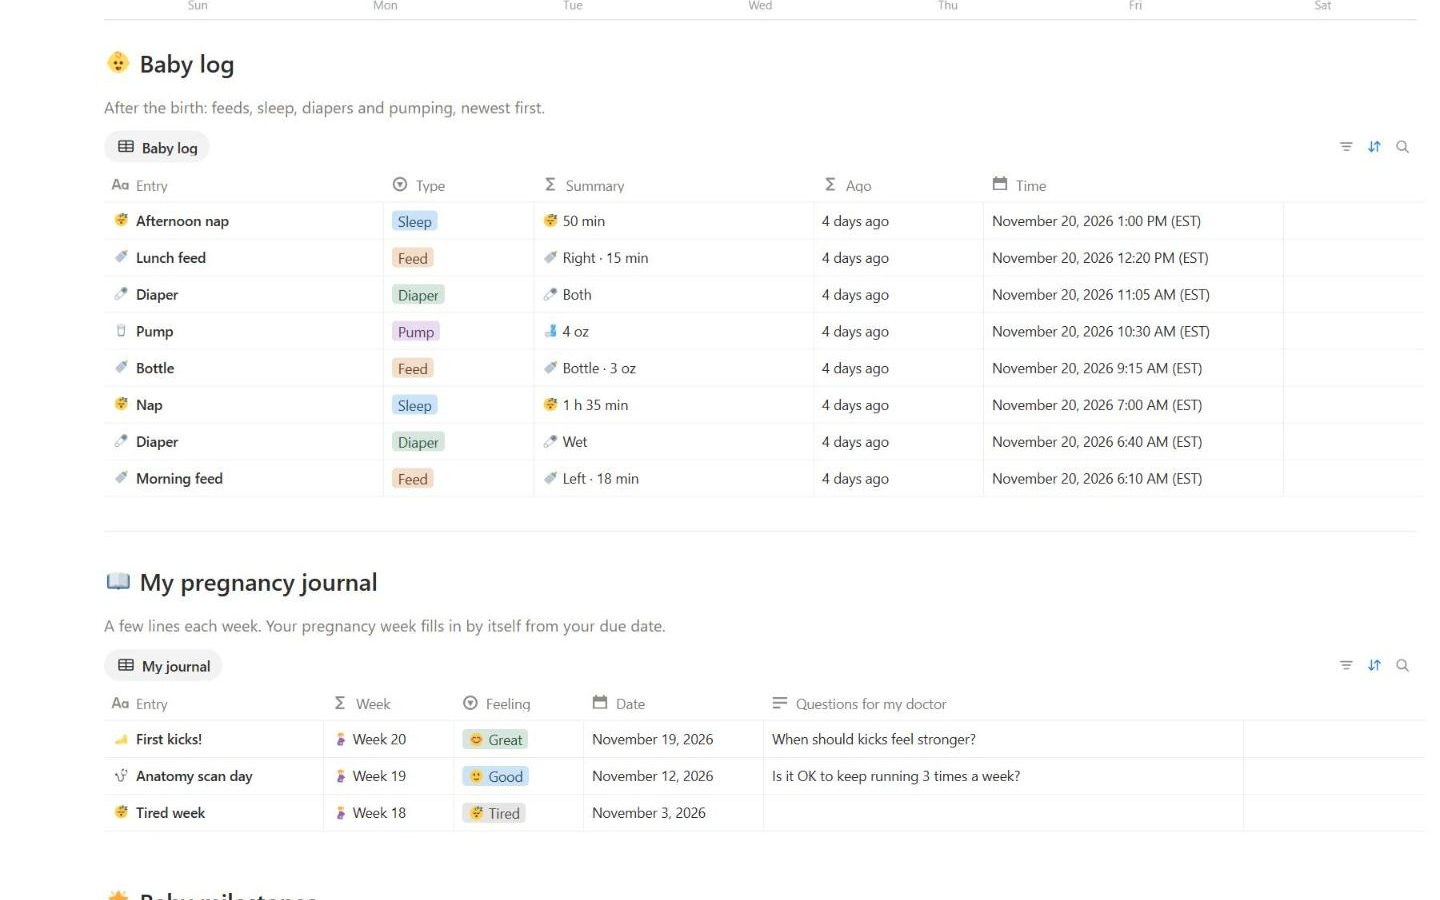 Sun Mon Tue Wed Thu Fri Sat
Baby log
After the birth: feeds, sleep, diapers and pumping, newest first.
Baby log
Aa Entry Type Σ Summary Σ Ago Time
Afternoon nap Sleep 50 min 4 days ago November 20, 2026 1:00 PM (EST)
Lunch feed Feed Right · 15 min 4 days ago November 20, 2026 12:20 PM (EST)
Diaper Diaper Both 4 days ago November 20, 2026 11:05 AM (EST)
Pump Pump 4 oz 4 days ago November 20, 2026 10:30 AM (EST)
Bottle Feed Bottle · 3 oz 4 days ago November 20, 2026 9:15 AM (EST)
Nap Sleep 1 h 35 min 4 days ago November 20, 2026 7:00 AM (EST)
Diaper Diaper Wet 4 days ago November 20, 2026 6:40 AM (EST)
Morning feed Feed Left · 18 min 4 days ago November 20, 2026 6:10 AM (EST)
My pregnancy journal
A few lines each week. Your pregnancy week fills in by itself from your due date.
My journal
Aa Entry Σ Week Feeling Date Questions for my doctor
First kicks! Week 20 Great November 19, 2026 When should kicks feel stronger?
Anatomy scan day Week 19 Good November 12, 2026 Is it OK to keep running 3 times a week?
Tired week Week 18 Tired November 3, 2026
Baby milestones